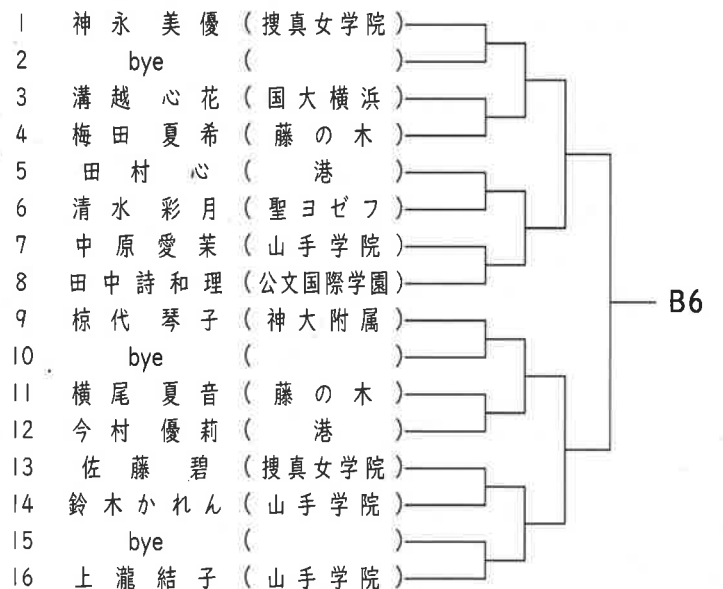 1 神永 美優 (捜真女学院)
2 bye ( )
3 溝越 心花 (国大横浜)
4 梅田 夏希 (藤の木)
5 田村 心 (港)
6 清水 彩月 (聖ヨゼフ)
7 中原愛茉 (山手学院)
8 田中詩和理 (公文国際学園)
9 椋代 琴子 (神大附属)
10 bye ( )
11 横尾 夏音 (藤の木)
12 今村 優莉 (港)
13 佐藤 碧 (捜真女学院)
14 鈴木かれん (山手学院)
15 bye ( )
16 上瀧結子 (山手学院)
B6